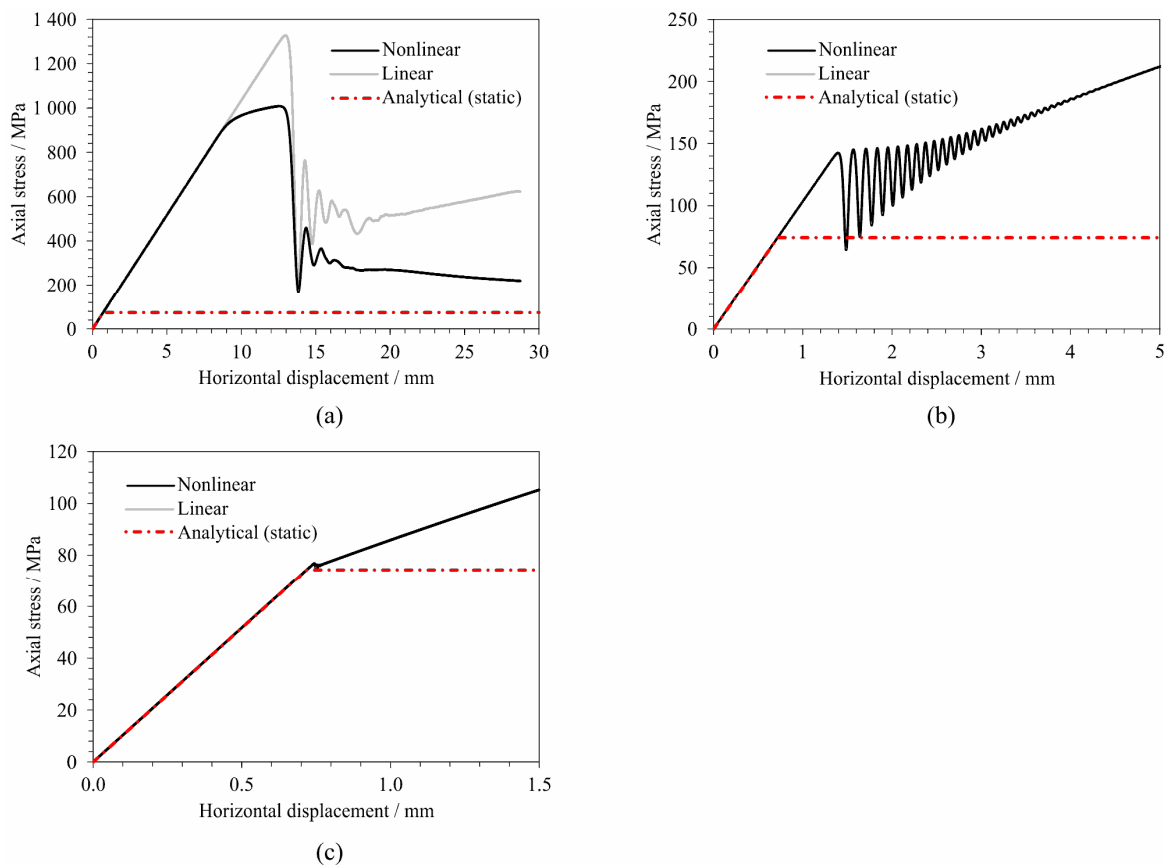 1 400
1 200
1 000
800
600
400
200
0
Axial stress / MPa
Nonlinear
Linear
Analytical (static)
0 5 10 15 20 25 30
Horizontal displacement / mm
(a)
250
200
150
100
50
0
Axial stress / MPa
Nonlinear
Linear
Analytical (static)
0 1 2 3 4 5
Horizontal displacement / mm
(b)
120
100
80
60
40
20
0
Axial stress / MPa
Nonlinear
Linear
Analytical (static)
0.0 0.5 1.0 1.5
Horizontal displacement / mm
(c)